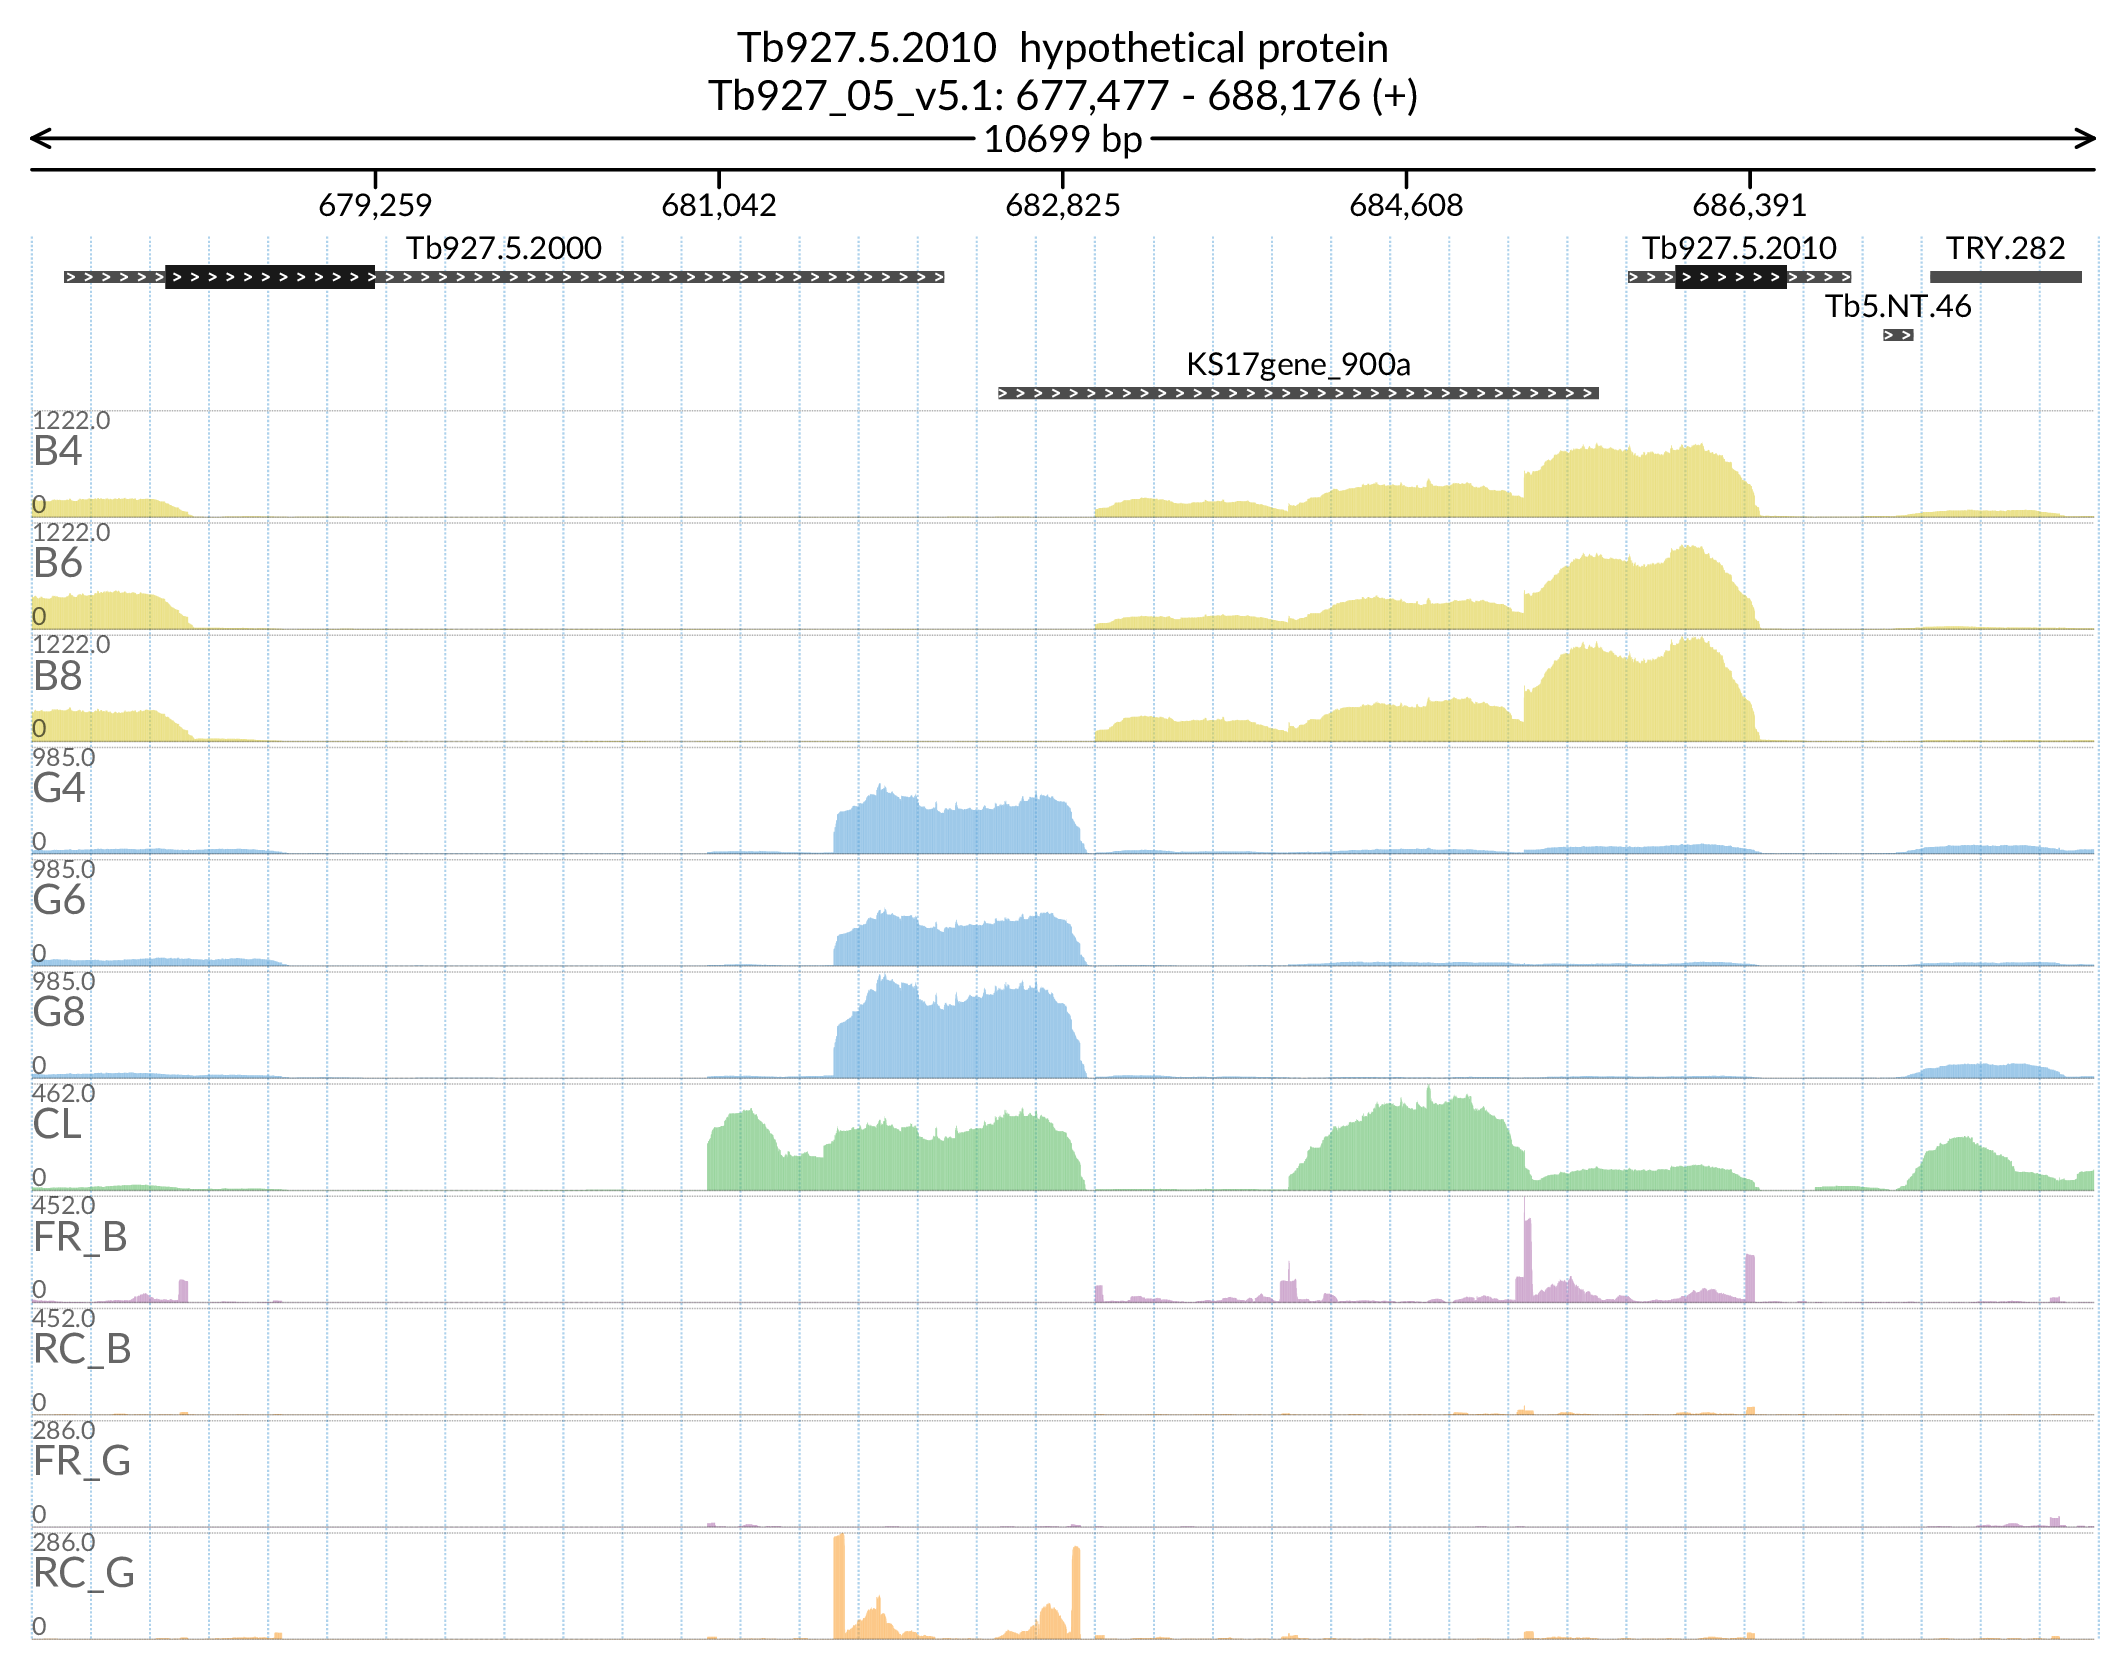 Tb927.5.2010  hypothetical protein
Tb927_05_v5.1: 677,477 - 688,176 (+)
10699 bp
679,259 681,042 682,825 684,608 686,391
Tb927.5.2000 Tb927.5.2010 TRY.282
Tb5.NT.46
KS17gene_900a
1222.0
B4
0
1222.0
B6
0
1222.0
B8
0
985.0
G4
0
985.0
G6
0
985.0
G8
0
462.0
CL
0
452.0
FR_B
0
452.0
RC_B
0
286.0
FR_G
0
286.0
RC_G
0